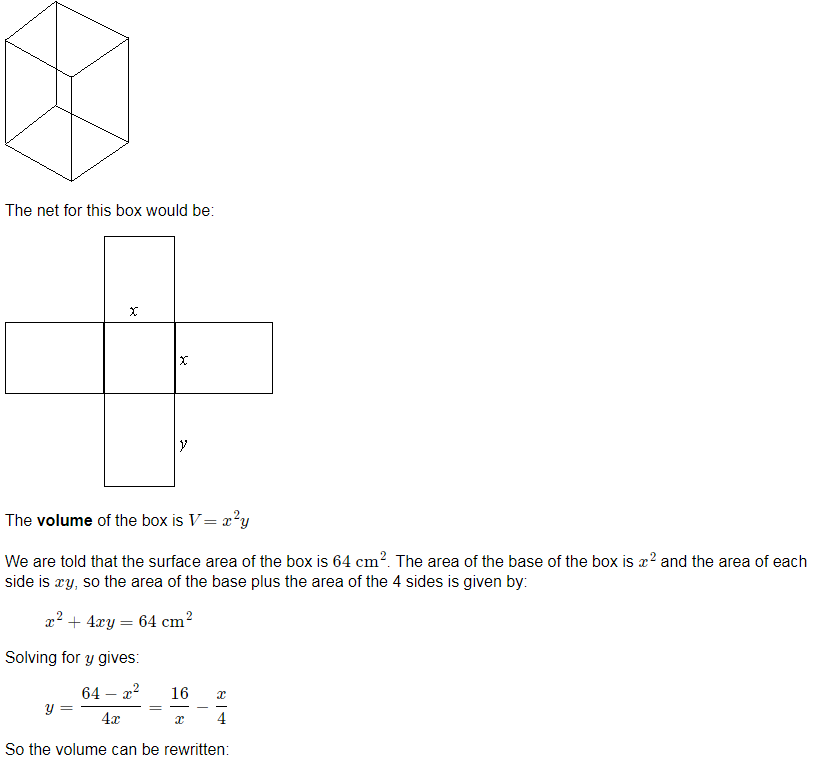 The net for this box would be:
x
x
y
The volume of the box is V = x²y
We are told that the surface area of the box is 64 cm². The area of the base of the box is x² and the area of each
side is xy, so the area of the base plus the area of the 4 sides is given by:
x² + 4xy = 64 cm²
Solving for y gives:
y = (64 − x²)/(4x) = 16/x − x/4
So the volume can be rewritten: